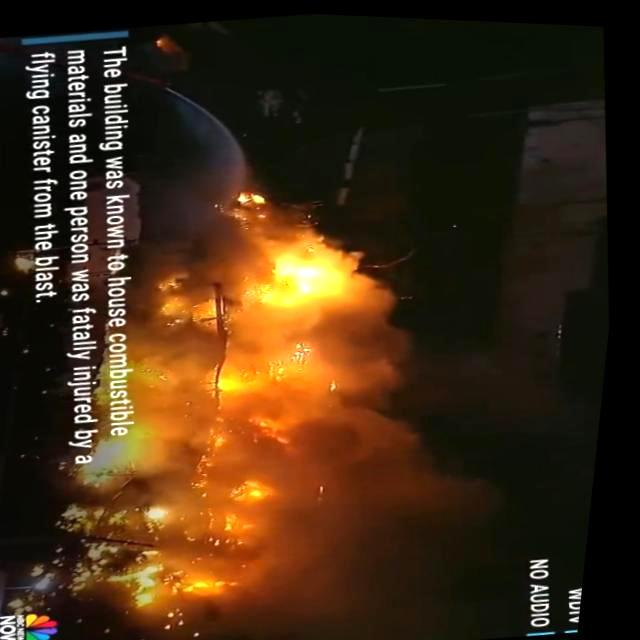 NO AUDIO
The building was known to house combustible
materials and one person was fatally injured by a
flying canister from the blast.
NOW